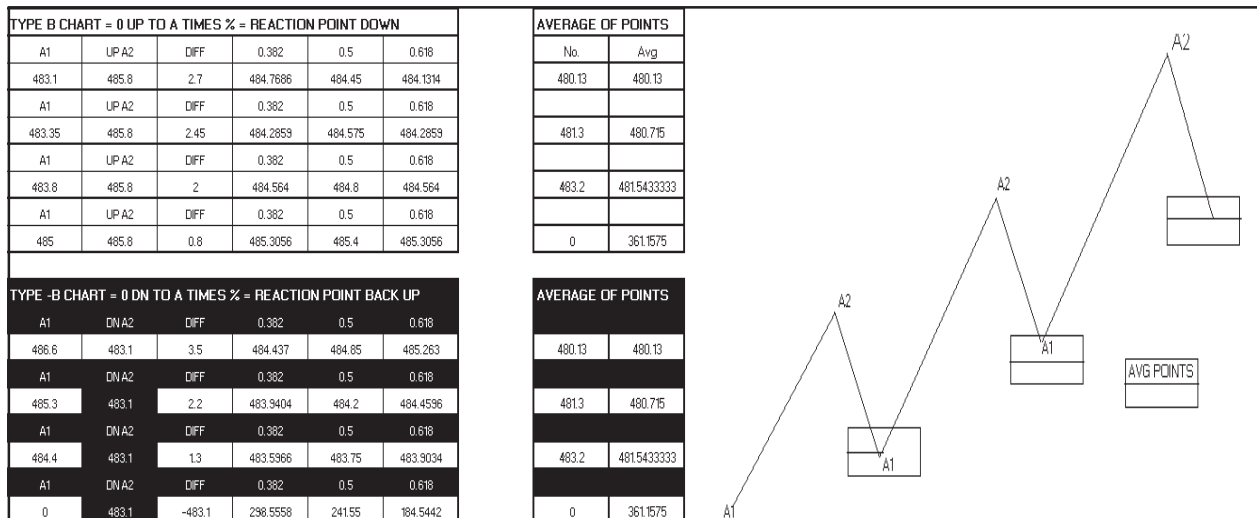 TYPE B CHART = 0 UP TO A TIMES % = REACTION POINT DOWN
A1 UP A2 DIFF 0.382 0.5 0.618
483.1 485.8 2.7 484.7686 484.45 484.1314
A1 UP A2 DIFF 0.382 0.5 0.618
483.35 485.8 2.45 484.2859 484.575 484.2859
A1 UP A2 DIFF 0.382 0.5 0.618
483.8 485.8 2 484.564 484.8 484.564
A1 UP A2 DIFF 0.382 0.5 0.618
485 485.8 0.8 485.3056 485.4 485.3056
AVERAGE OF POINTS
No. Avg
480.13 480.13
481.3 480.715
483.2 481.5433333
0 361.1575
TYPE -B CHART = 0 DN TO A TIMES % = REACTION POINT BACK UP
A1 DN A2 DIFF 0.382 0.5 0.618
486.6 483.1 3.5 484.437 484.85 485.263
A1 DN A2 DIFF 0.382 0.5 0.618
485.3 483.1 2.2 483.9404 484.2 484.4596
A1 DN A2 DIFF 0.382 0.5 0.618
484.4 483.1 1.3 483.5966 483.75 483.9034
A1 DN A2 DIFF 0.382 0.5 0.618
0 483.1 -483.1 298.5558 241.55 184.5442
AVERAGE OF POINTS
480.13 480.13
481.3 480.715
483.2 481.5433333
0 361.1575
A2
A2
A2
A1
AVG POINTS
A1
A1